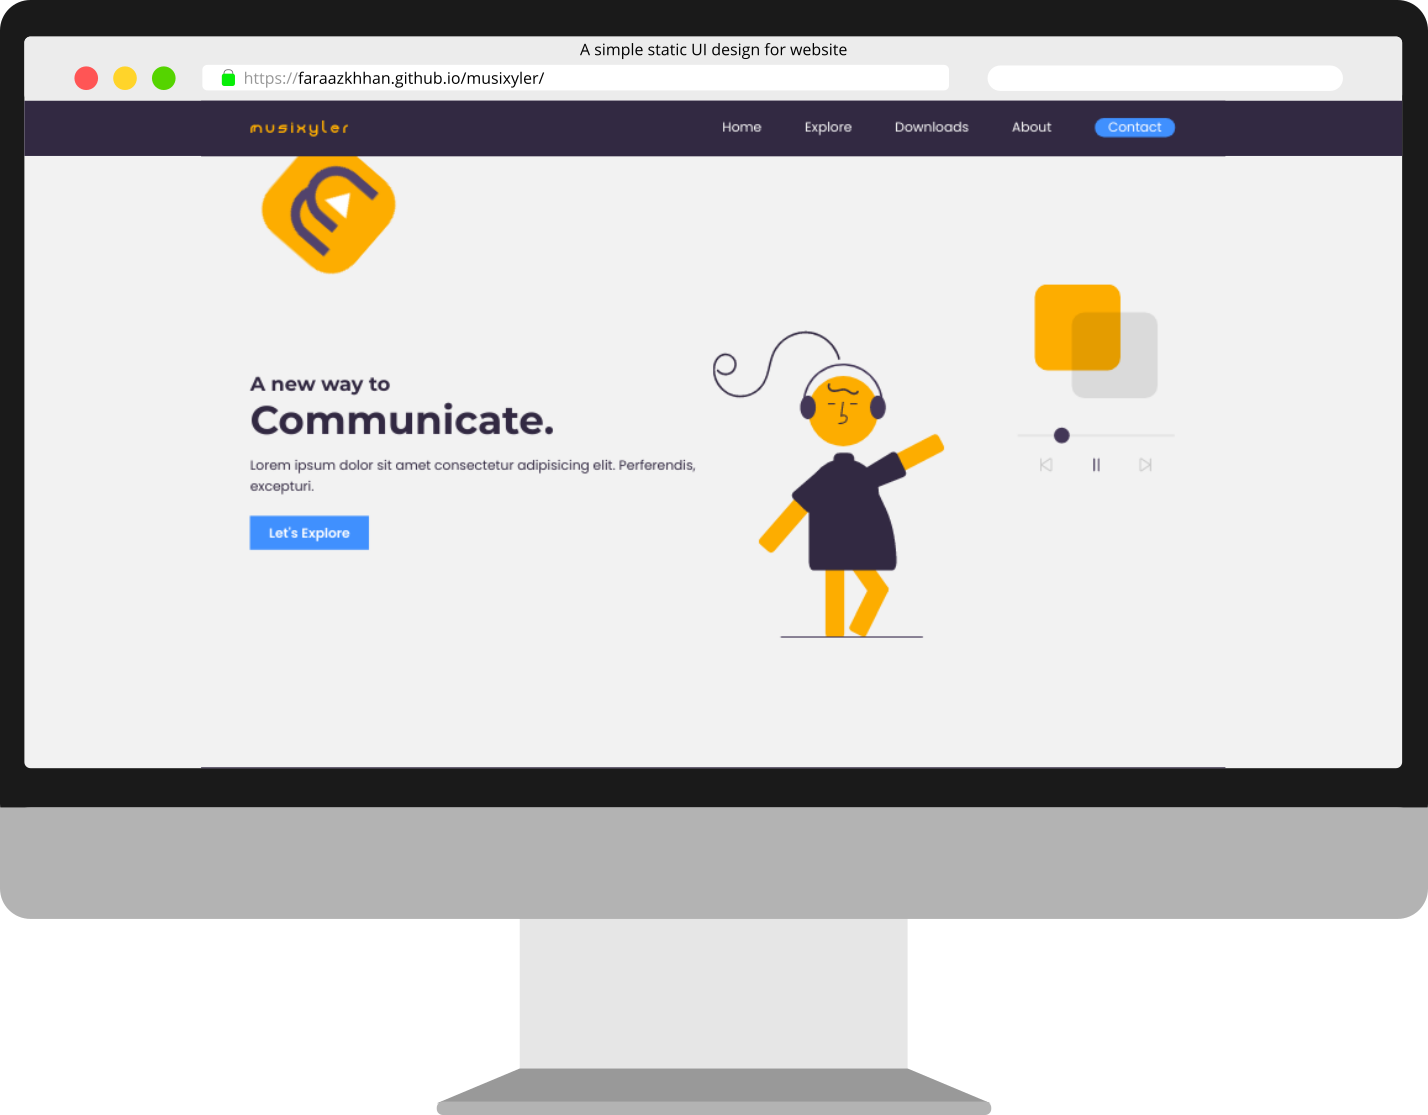 A simple static UI design for website
https://faraazkhhan.github.io/musixyler/
musixyler
Home Explore Downloads About Contact
A new way to
Communicate.
Lorem ipsum dolor sit amet consectetur adipisicing elit. Perferendis,
excepturi.
Let's Explore